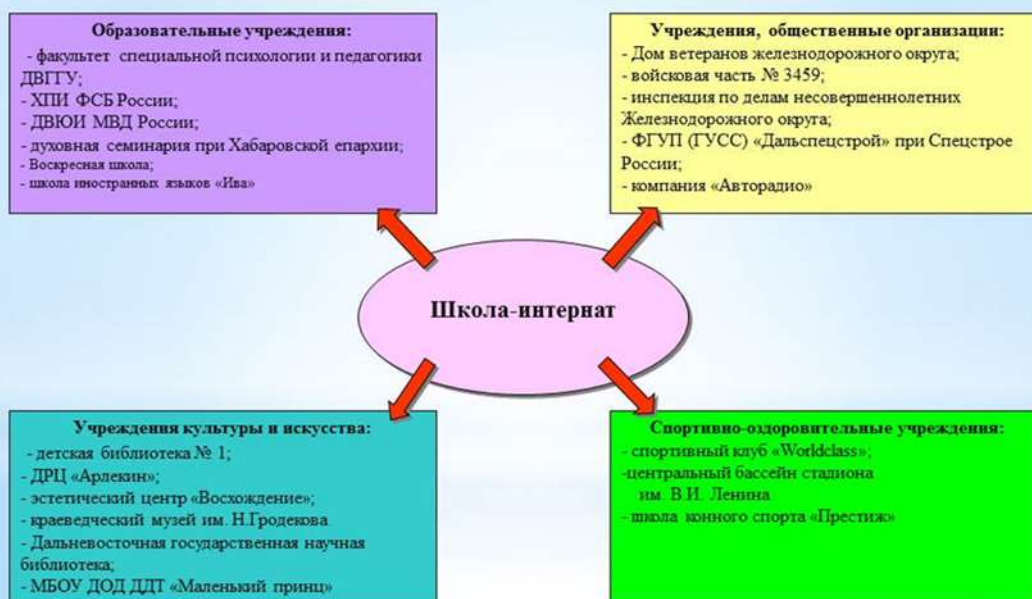 Образовательные учреждения:
- факультет специальной психологии и педагогики
ДВГГУ;
- ХПИ ФСБ России;
- ДВЮИ МВД России;
- духовная семинария при Хабаровской епархии;
- Воскресная школа;
- школа иностранных языков «Ива»
Учреждения, общественные организации:
- Дом ветеранов железнодорожного округа;
- войсковая часть № 3459;
- инспекция по делам несовершеннолетних
Железнодорожного округа;
- ФГУП (ГУСС) «Дальспецстрой» при Спецстрое
России;
- компания «Авторадио»
Школа-интернат
Учреждения культуры и искусства:
- детская библиотека № 1;
- ДРЦ «Арлекин»;
- эстетический центр «Восхождение»;
- краеведческий музей им. Н.Гродекова
- Дальневосточная государственная научная
библиотека;
- МБОУ ДОД ДДТ «Маленький принц»
Спортивно-оздоровительные учреждения:
- спортивный клуб «Worldclass»;
-центральный бассейн стадиона
им. В.И. Ленина
- школа конного спорта «Престиж»